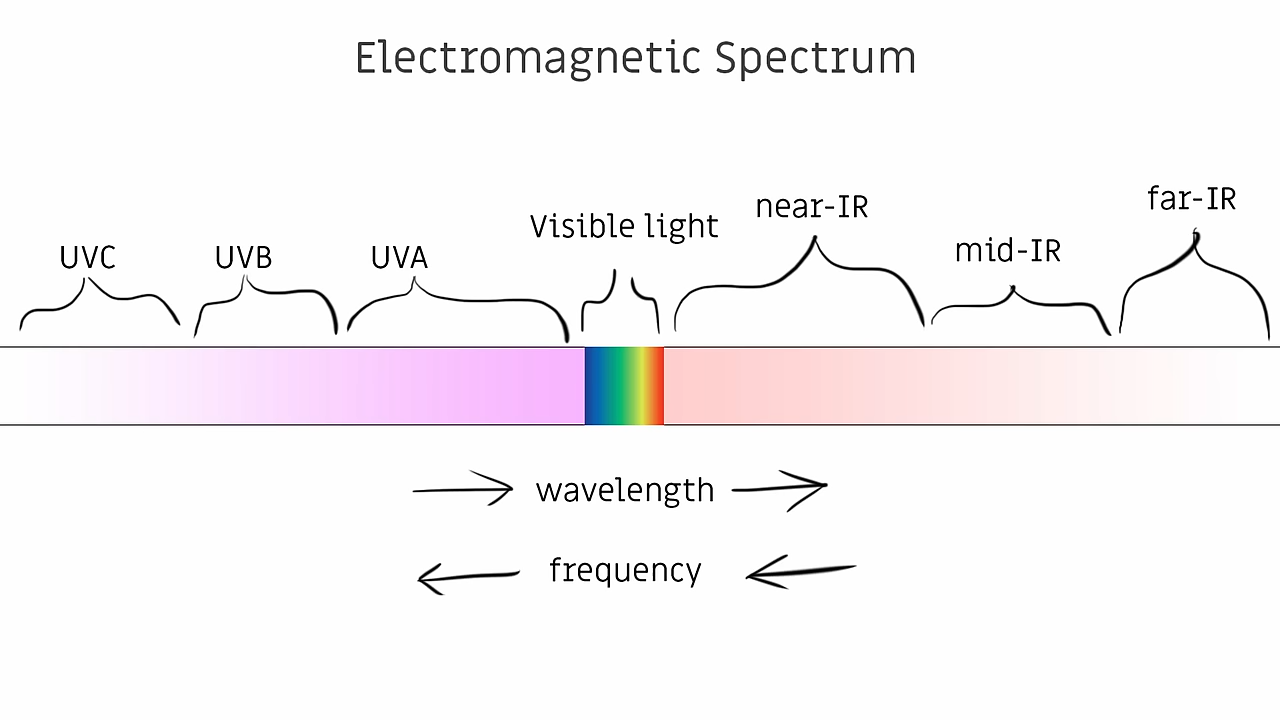 Electromagnetic Spectrum
UVC
UVB
UVA
Visible light
near-IR
mid-IR
far-IR
wavelength
frequency